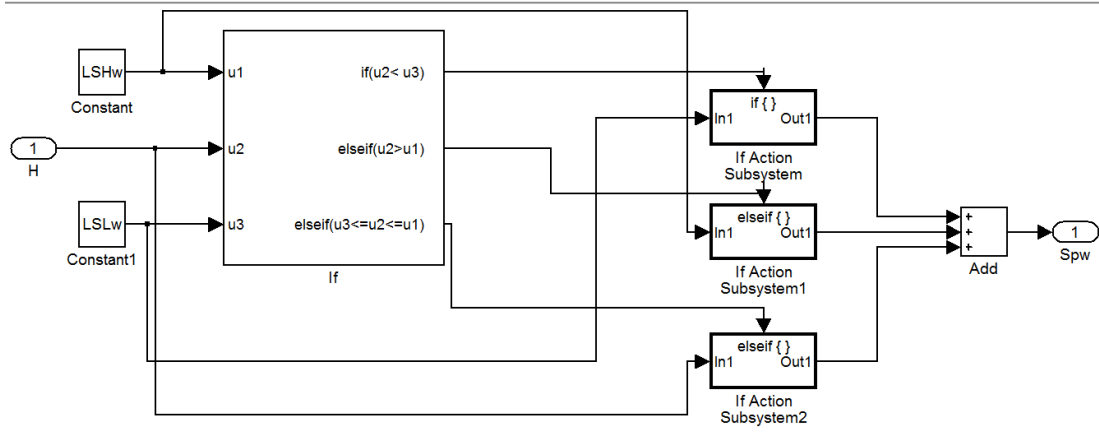 LSHw
Constant
1
H
LSLw
Constant1
u1
u2
u3
if(u2< u3)
elseif(u2>u1)
elseif(u3<=u2<=u1)
If
if { }
In1
Out1
If Action
Subsystem
elseif { }
In1
Out1
If Action
Subsystem1
elseif { }
In1
Out1
If Action
Subsystem2
+
+
+
Add
1
Spw